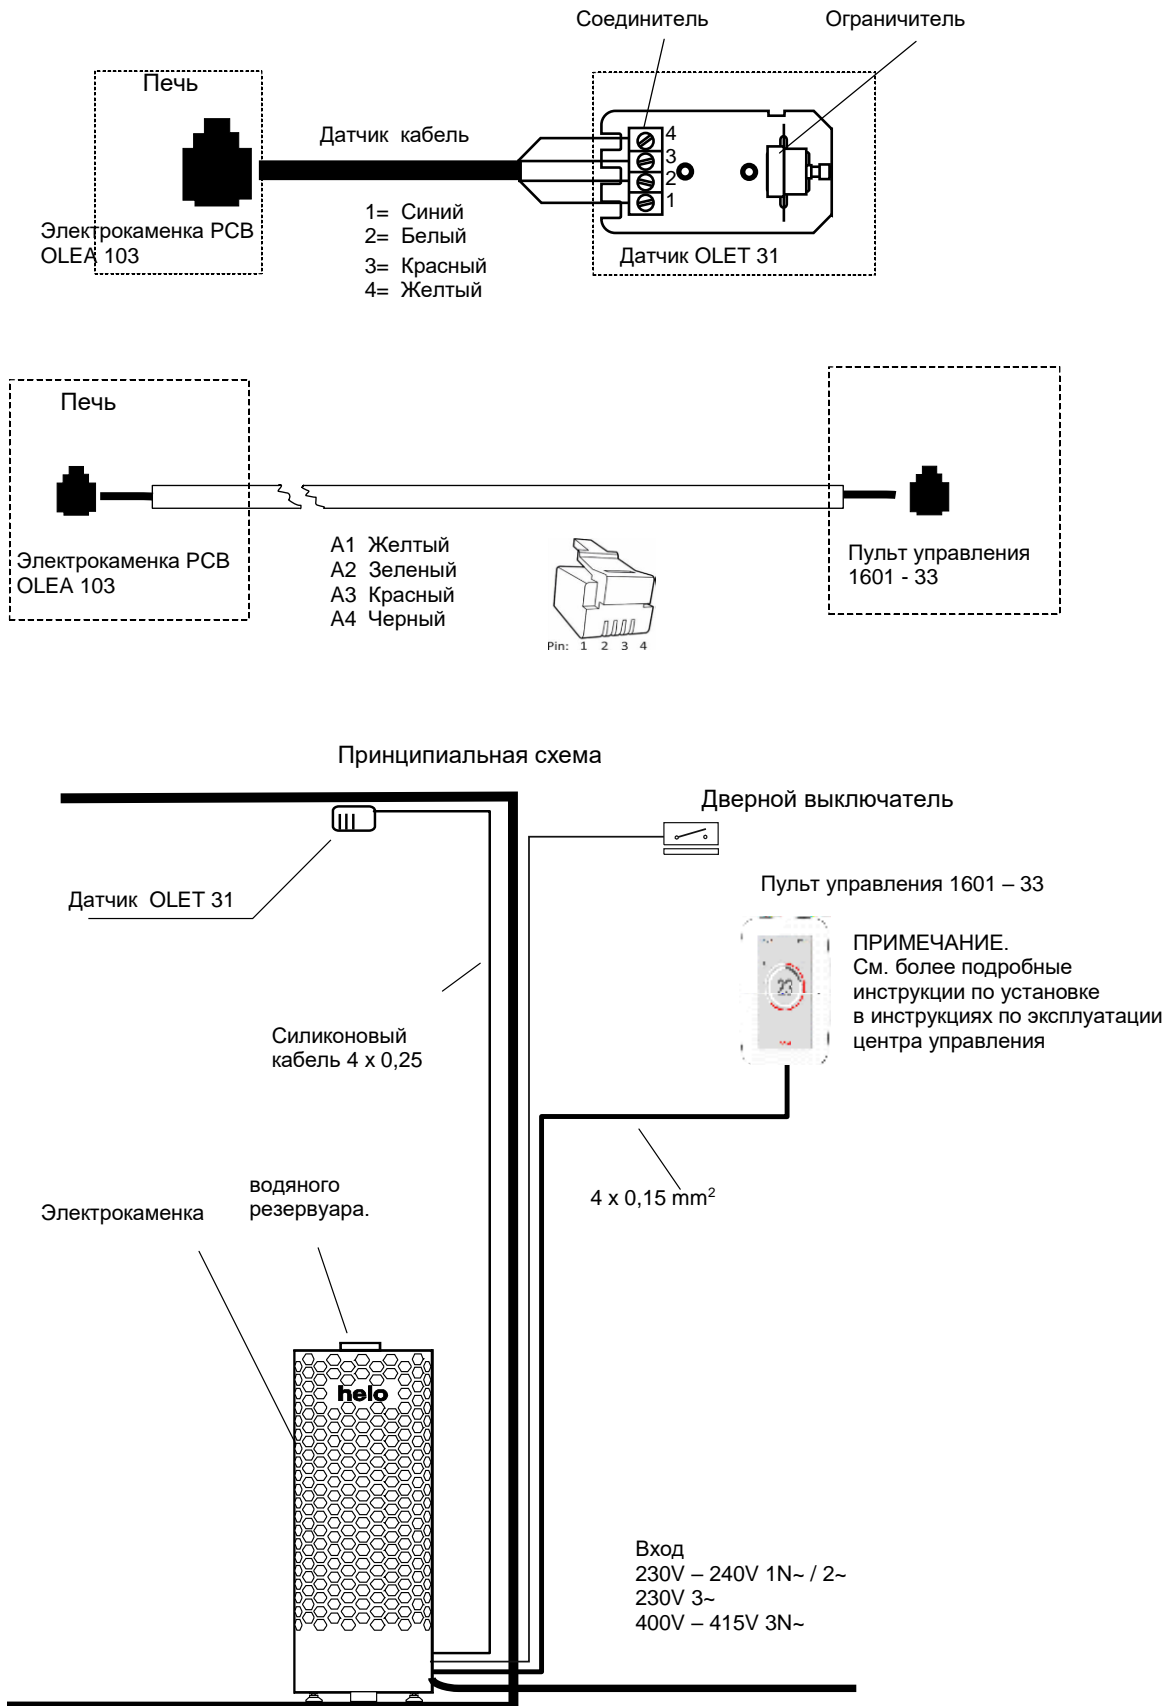 Соединитель
Ограничитель
Печь
Датчик кабель
4
3
2
1
Электрокаменка PCB
OLEA 103
1= Синий
2= Белый
3= Красный
4= Желтый
Датчик OLET 31
Печь
Электрокаменка PCB
OLEA 103
A1 Желтый
A2 Зеленый
A3 Красный
A4 Черный
Pin: 1 2 3 4
Пульт управления
1601 - 33
Принципиальная схема
Дверной выключатель
Датчик OLET 31
Пульт управления 1601 – 33
23
ПРИМЕЧАНИЕ.
См. более подробные
инструкции по установке
в инструкциях по эксплуатации
центра управления
Силиконовый
кабель 4 x 0,25
4 x 0,15 mm²
водяного
резервуара.
Электрокаменка
helo
Вход
230V – 240V 1N~ / 2~
230V 3~
400V – 415V 3N~